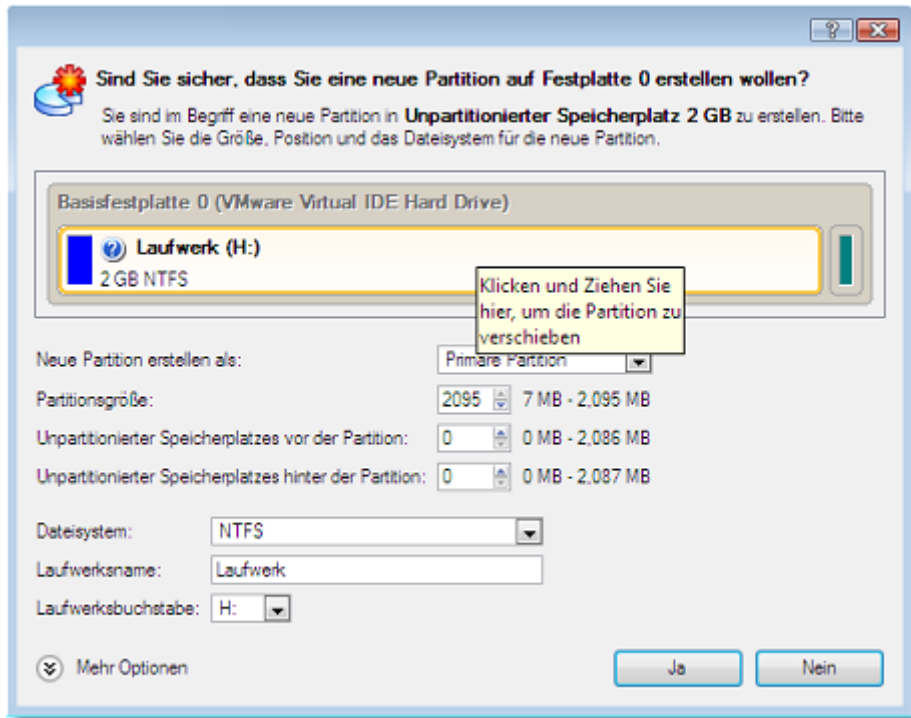 Sind Sie sicher, dass Sie eine neue Partition auf Festplatte 0 erstellen wollen?
Sie sind im Begriff eine neue Partition in Unpartitionierter Speicherplatz 2 GB zu erstellen. Bitte
wählen Sie die Größe, Position und das Dateisystem für die neue Partition.
Basisfestplatte 0 (VMware Virtual IDE Hard Drive)
Laufwerk (H:)
2 GB NTFS
Klicken und Ziehen Sie
hier, um die Partition zu
verschieben
Neue Partition erstellen als: Primäre Partition
Partitionsgröße: 2095 7 MB - 2,095 MB
Unpartitionierter Speicherplatzes vor der Partition: 0 0 MB - 2,086 MB
Unpartitionierter Speicherplatzes hinter der Partition: 0 0 MB - 2,087 MB
Dateisystem: NTFS
Laufwerksname: Laufwerk
Laufwerksbuchstabe: H:
Mehr Optionen Ja Nein